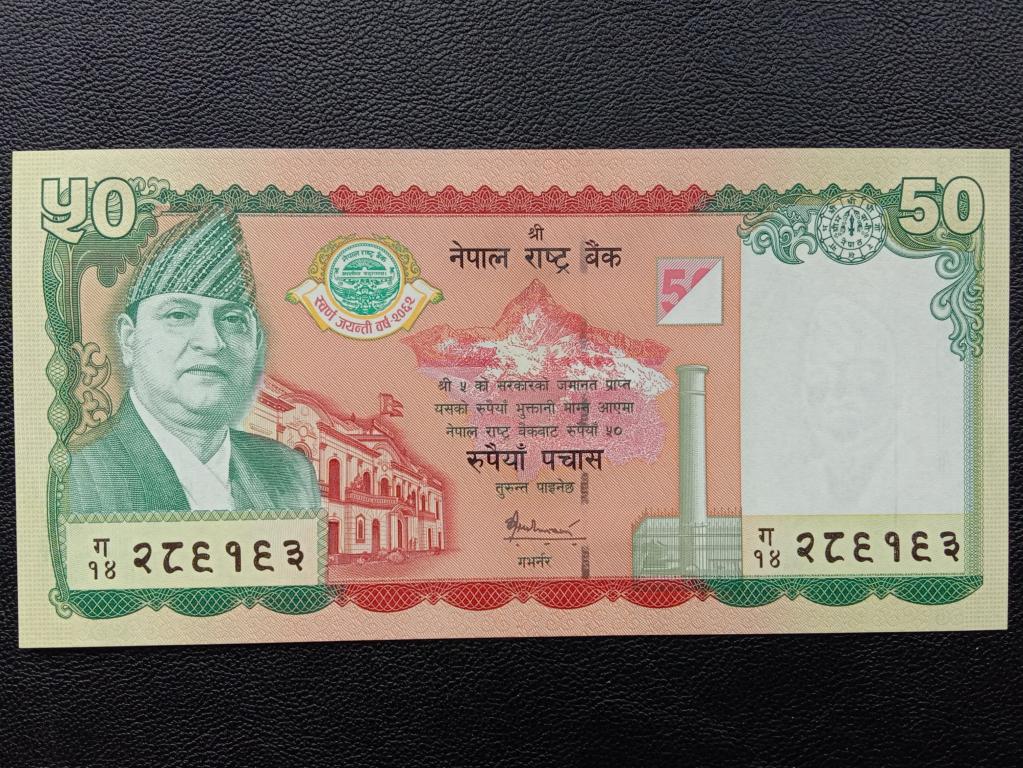 ५० 50
श्री
नेपाल राष्ट्र बैंक
नेपाल राष्ट्र बैंक
स्वर्ण जयन्ती वर्ष २०६२
50
श्री ५ को सरकारको जमानत प्राप्त
यसको रुपैयाँ भुक्तानी माग्न आएमा
नेपाल राष्ट्र बैंकबाट रुपैयाँ ५०
रुपैयाँ पचास
तुरुन्त पाइनेछ
गभर्नर
ग
१४ २८६१६३
ग
१४ २८६१६३